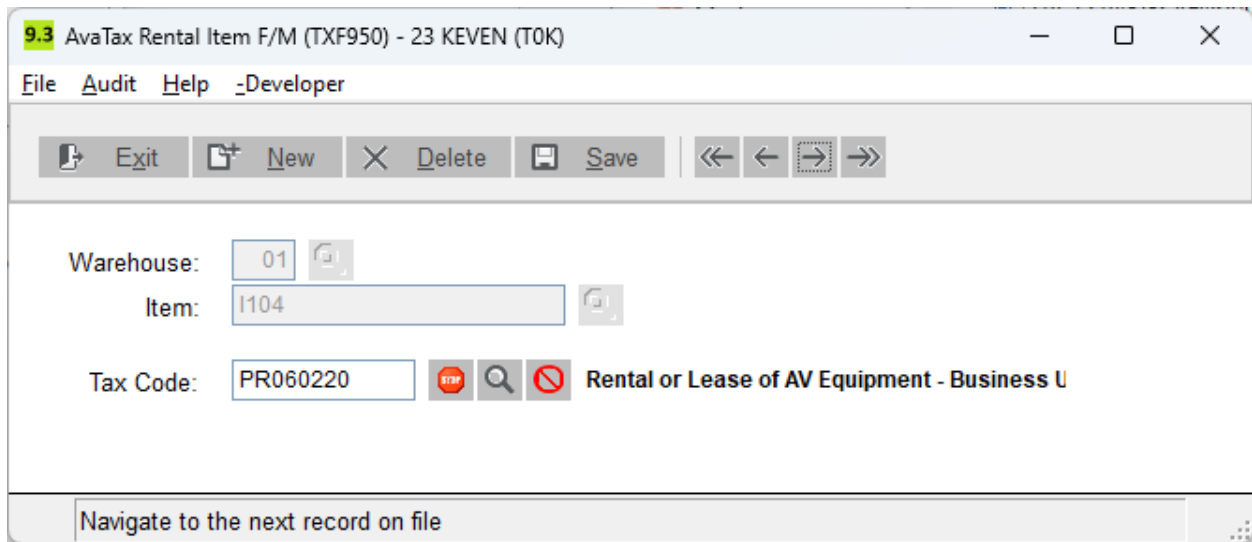 9.3 AvaTax Rental Item F/M (TXF950) - 23 KEVEN (T0K)
File Audit Help -Developer
Exit New Delete Save
Warehouse: 01
Item: I104
Tax Code: PR060220 STOP Rental or Lease of AV Equipment - Business U
Navigate to the next record on file